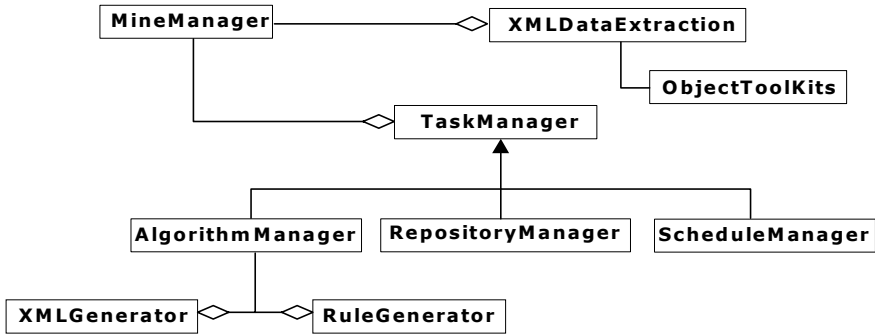 MineManager
XMLDataExtraction
ObjectToolKits
TaskManager
AlgorithmManager
RepositoryManager
ScheduleManager
XMLGenerator
RuleGenerator